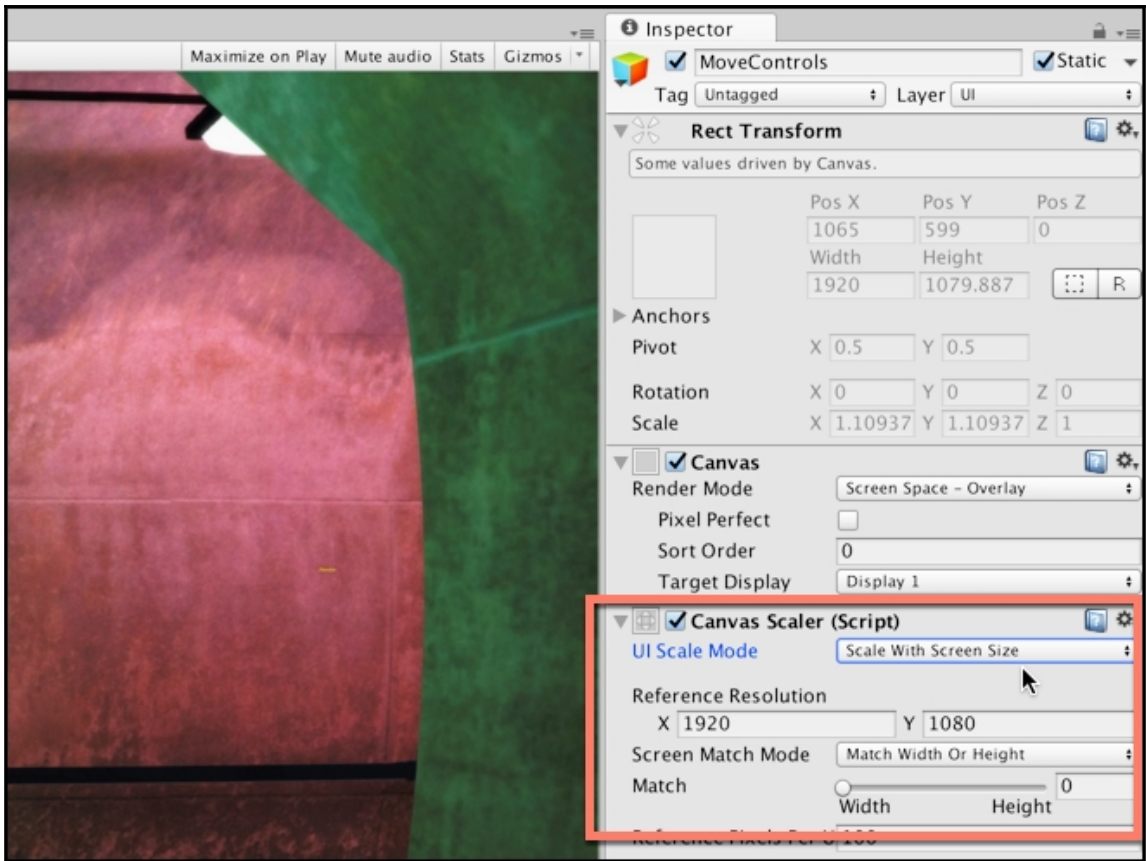 Inspector
Maximize on Play Mute audio Stats Gizmos
MoveControls Static
Tag Untagged Layer UI
Rect Transform
Some values driven by Canvas.
Pos X Pos Y Pos Z
1065 599 0
Width Height
1920 1079.887 R
Anchors
Pivot X 0.5 Y 0.5
Rotation X 0 Y 0 Z 0
Scale X 1.10937 Y 1.10937 Z 1
Canvas
Render Mode Screen Space - Overlay
Pixel Perfect
Sort Order 0
Target Display Display 1
Canvas Scaler (Script)
UI Scale Mode Scale With Screen Size
Reference Resolution
X 1920 Y 1080
Screen Match Mode Match Width Or Height
Match 0
Width Height